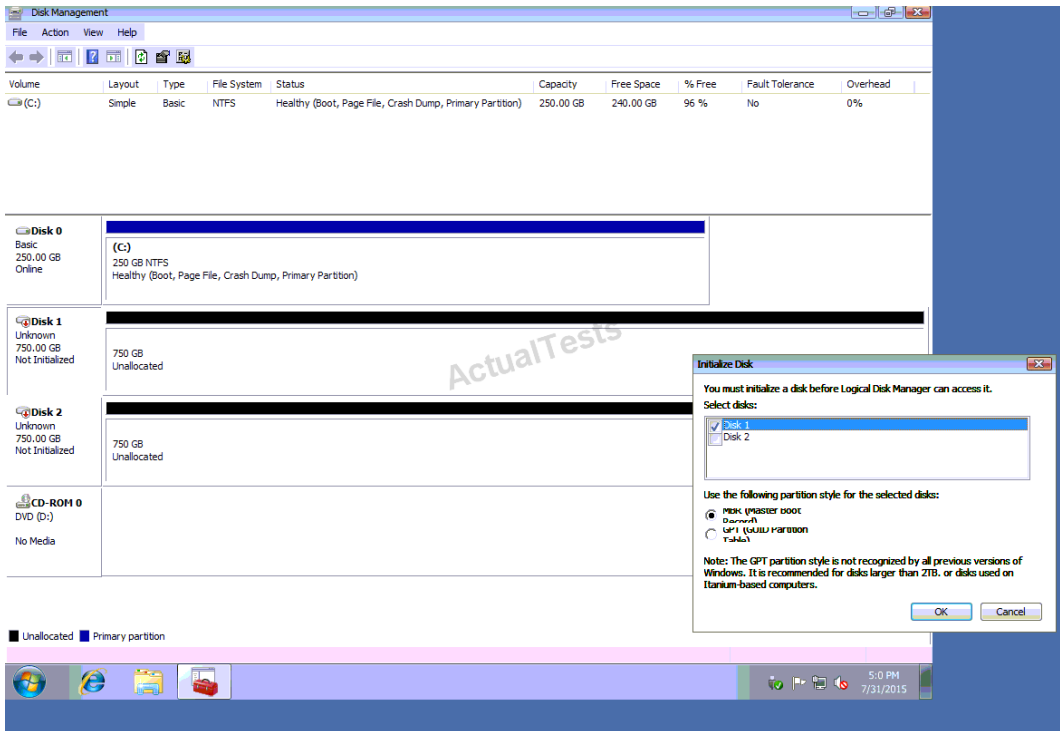 Disk Management
File Action View Help
Volume Layout Type File System Status Capacity Free Space % Free Fault Tolerance Overhead
(C:) Simple Basic NTFS Healthy (Boot, Page File, Crash Dump, Primary Partition) 250.00 GB 240.00 GB 96 % No 0%
Disk 0
Basic
250.00 GB
Online
(C:)
250 GB NTFS
Healthy (Boot, Page File, Crash Dump, Primary Partition)
Disk 1
Unknown
750.00 GB
Not Initialized
750 GB
Unallocated
ActualTests
Disk 2
Unknown
750.00 GB
Not Initialized
750 GB
Unallocated
CD-ROM 0
DVD (D:)
No Media
Unallocated Primary partition
Initialize Disk
You must initialize a disk before Logical Disk Manager can access it.
Select disks:
Disk 1
Disk 2
Use the following partition style for the selected disks:
MBR (Master Boot
Record)
GPT (GUID Partition
Table)
Note: The GPT partition style is not recognized by all previous versions of
Windows. It is recommended for disks larger than 2TB. or disks used on
Itanium-based computers.
OK Cancel
5:0 PM
7/31/2015